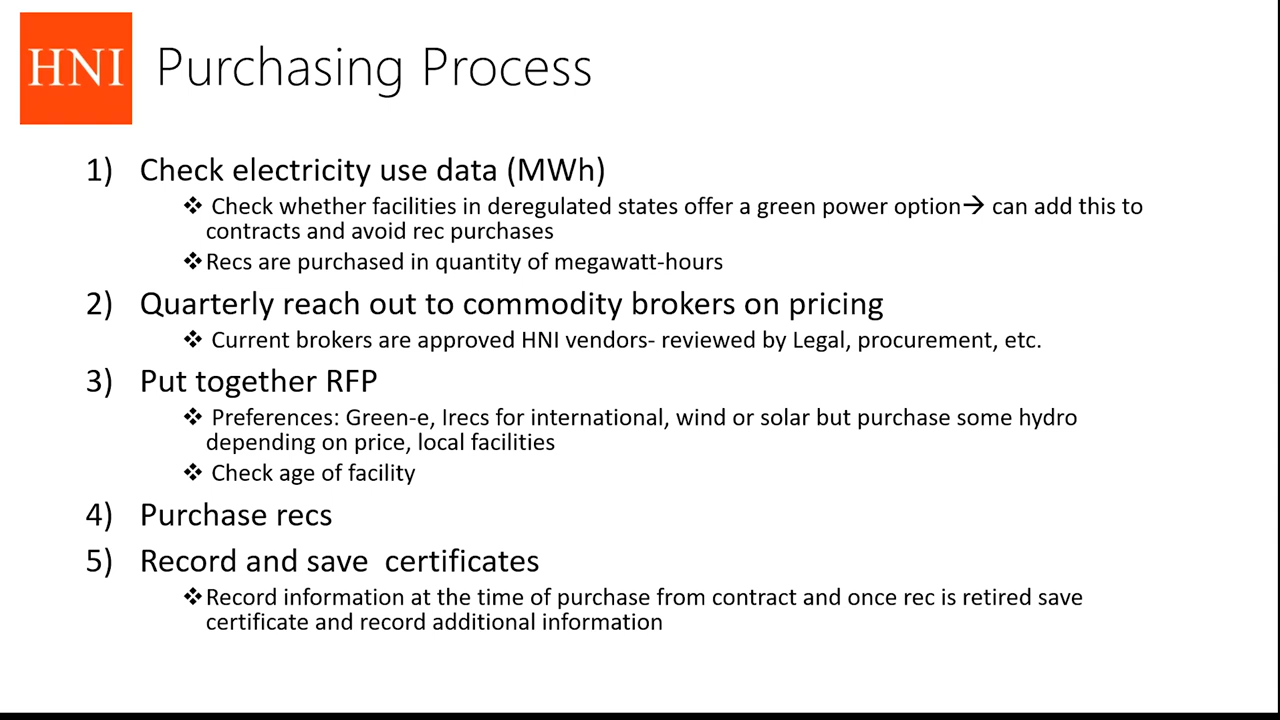 HNI
Purchasing Process
1) Check electricity use data (MWh)
❖ Check whether facilities in deregulated states offer a green power option→ can add this to
contracts and avoid rec purchases
❖Recs are purchased in quantity of megawatt-hours
2) Quarterly reach out to commodity brokers on pricing
❖ Current brokers are approved HNI vendors- reviewed by Legal, procurement, etc.
3) Put together RFP
❖ Preferences: Green-e, Irecs for international, wind or solar but purchase some hydro
depending on price, local facilities
❖ Check age of facility
4) Purchase recs
5) Record and save  certificates
❖Record information at the time of purchase from contract and once rec is retired save
certificate and record additional information